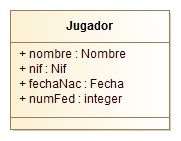 Jugador
+ nombre : Nombre
+ nif : Nif
+ fechaNac : Fecha
+ numFed : integer